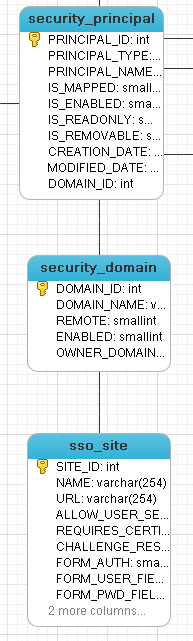 security_principal
PRINCIPAL_ID: int
PRINCIPAL_TYPE:...
PRINCIPAL_NAME...
IS_MAPPED: small...
IS_ENABLED: sma...
IS_READONLY: s...
IS_REMOVABLE: s...
CREATION_DATE: ...
MODIFIED_DATE: ...
DOMAIN_ID: int
security_domain
DOMAIN_ID: int
DOMAIN_NAME: v...
REMOTE: smallint
ENABLED: smallint
OWNER_DOMAIN...
sso_site
SITE_ID: int
NAME: varchar(254)
URL: varchar(254)
ALLOW_USER_SE...
REQUIRES_CERTI...
CHALLENGE_RES...
FORM_AUTH: sma...
FORM_USER_FIE...
FORM_PWD_FIEL...
2 more columns...